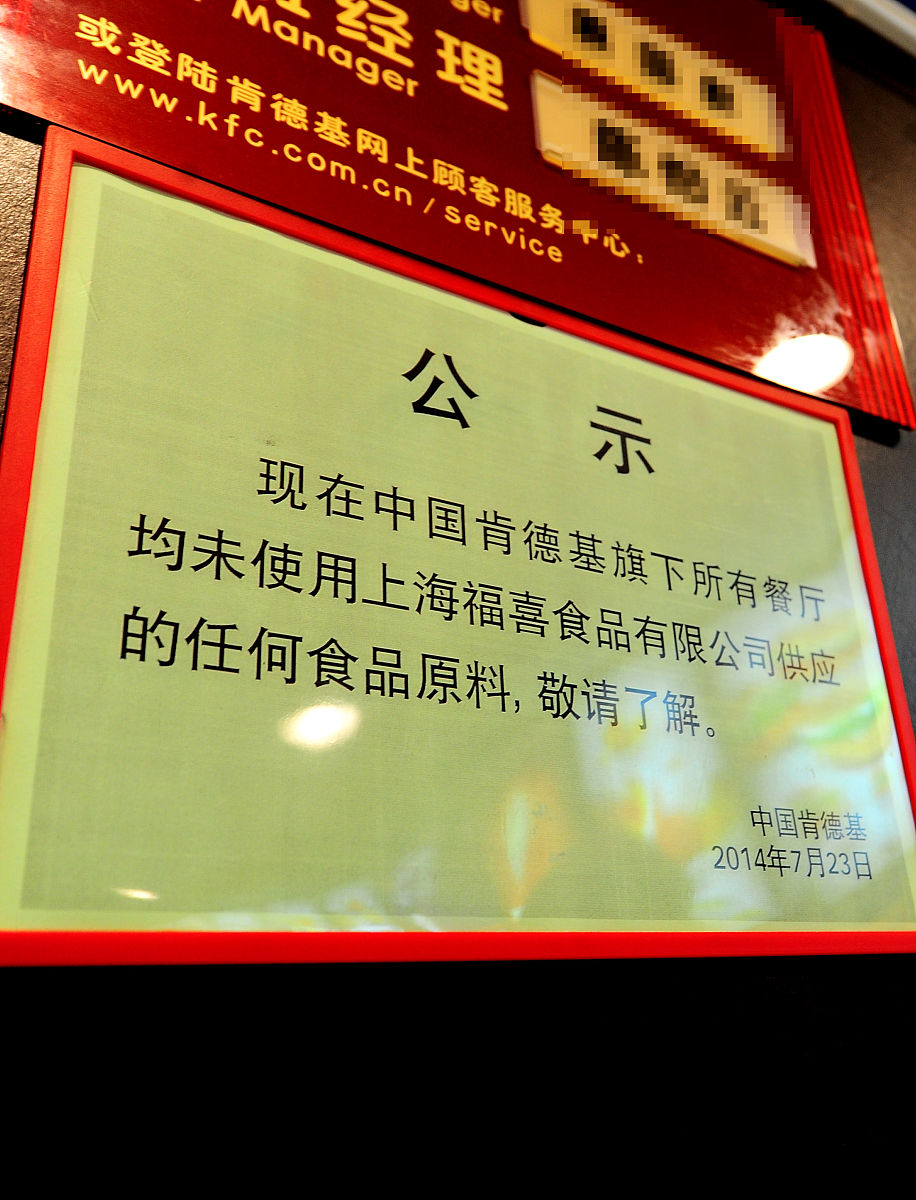 ger
经理
Manager
或登陆肯德基网上顾客服务中心：
www.kfc.com.cn/service
公示
现在中国肯德基旗下所有餐厅
均未使用上海福喜食品有限公司供应
的任何食品原料，敬请了解。
中国肯德基
2014年7月23日